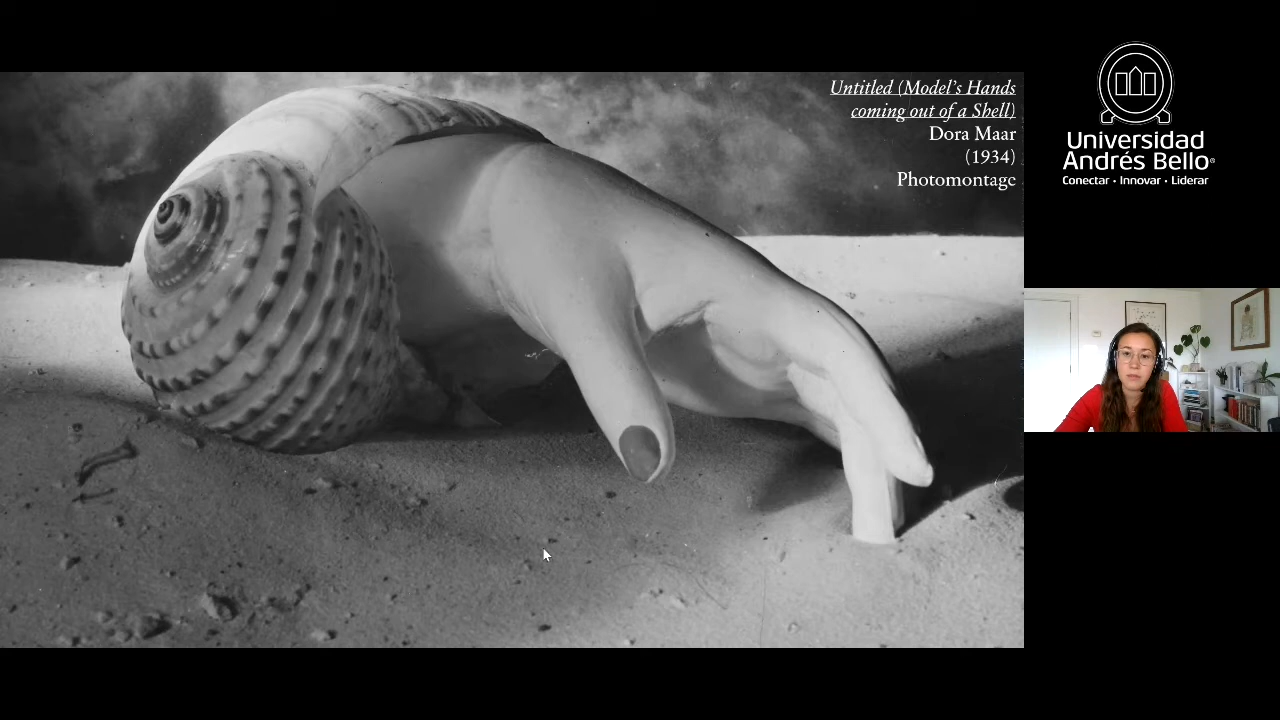 Untitled (Model's Hands
coming out of a Shell)
Dora Maar
(1934)
Photomontage
Universidad
Andrés Bello®
Conectar • Innovar • Liderar